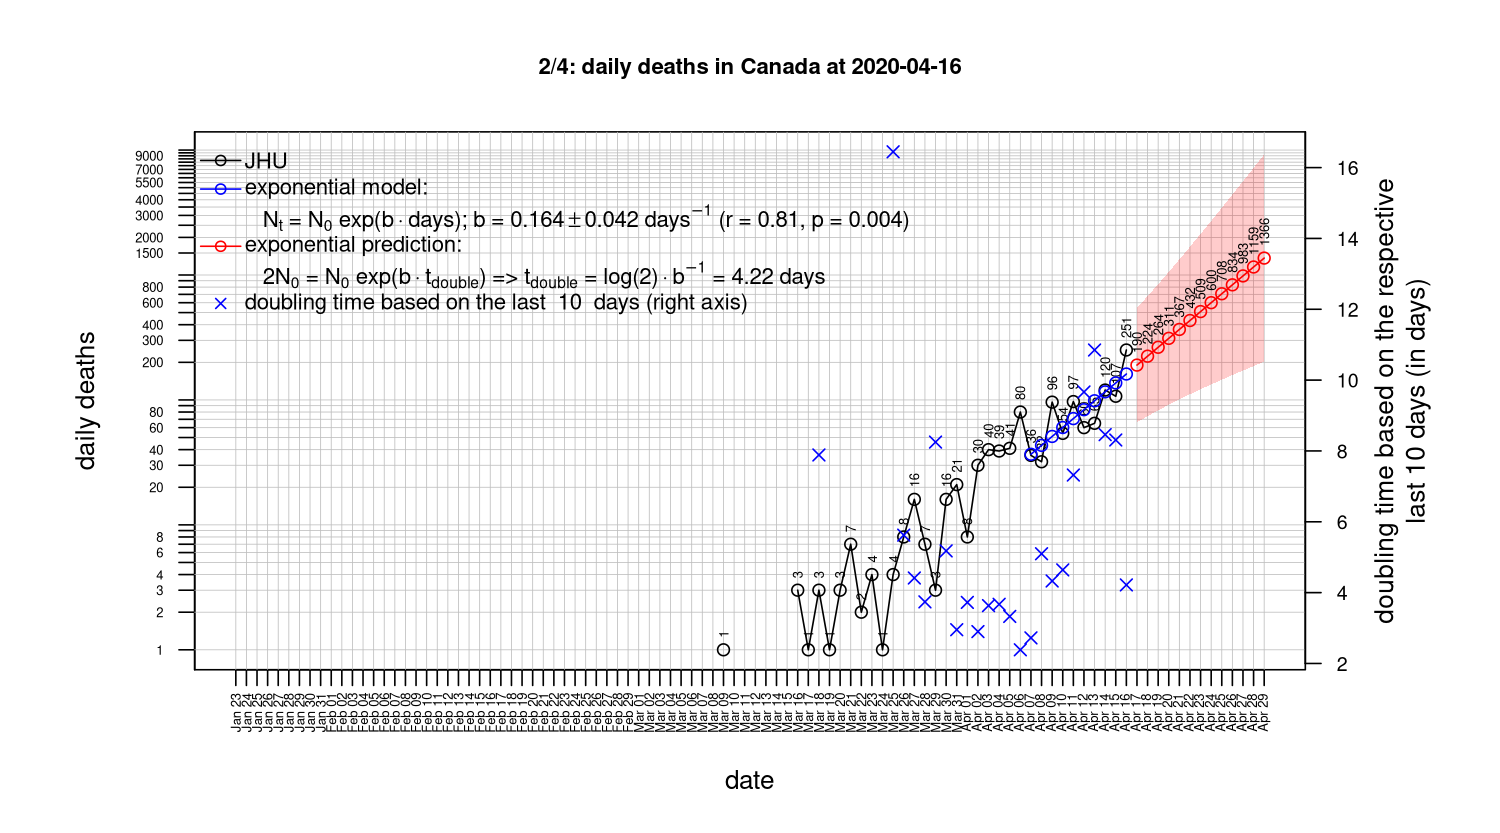 2/4: daily deaths in Canada at 2020-04-16
JHU
exponential model:
Nt = N0 exp(b · days); b = 0.164 ± 0.042 days−1 (r = 0.81, p = 0.004)
exponential prediction:
2N0 = N0 exp(b · tdouble) => tdouble = log(2) · b−1 = 4.22 days
doubling time based on the last 10 days (right axis)
daily deaths
9000
7000
5500
4000
3000
2000
1500
800
600
400
300
200
80
60
40
30
20
8
6
4
3
2
1
1
3
1
3
1
3
7
2
4
1
4
8
16
7
3
16
21
8
30
40
39
41
80
36
96
54
97
120
107
251
190
224
264
311
367
432
509
600
708
834
983
1159
1366
16
14
12
10
8
6
4
2
doubling time based on the respective
last 10 days (in days)
Jan 23
Jan 24
Jan 25
Jan 26
Jan 27
Jan 28
Jan 29
Jan 30
Jan 31
Feb 01
Feb 02
Feb 03
Feb 04
Feb 05
Feb 06
Feb 07
Feb 08
Feb 09
Feb 10
Feb 11
Feb 12
Feb 13
Feb 14
Feb 15
Feb 16
Feb 17
Feb 18
Feb 19
Feb 20
Feb 21
Feb 22
Feb 23
Feb 24
Feb 25
Feb 26
Feb 27
Feb 28
Feb 29
Mar 01
Mar 02
Mar 03
Mar 04
Mar 05
Mar 06
Mar 07
Mar 08
Mar 09
Mar 10
Mar 11
Mar 12
Mar 13
Mar 14
Mar 15
Mar 16
Mar 17
Mar 18
Mar 19
Mar 20
Mar 21
Mar 22
Mar 23
Mar 24
Mar 25
Mar 26
Mar 27
Mar 28
Mar 29
Mar 30
Mar 31
Apr 01
Apr 02
Apr 03
Apr 04
Apr 05
Apr 06
Apr 07
Apr 08
Apr 09
Apr 10
Apr 11
Apr 12
Apr 13
Apr 14
Apr 15
Apr 16
Apr 17
Apr 18
Apr 19
Apr 20
Apr 21
Apr 22
Apr 23
Apr 24
Apr 25
Apr 26
Apr 27
Apr 28
Apr 29
date